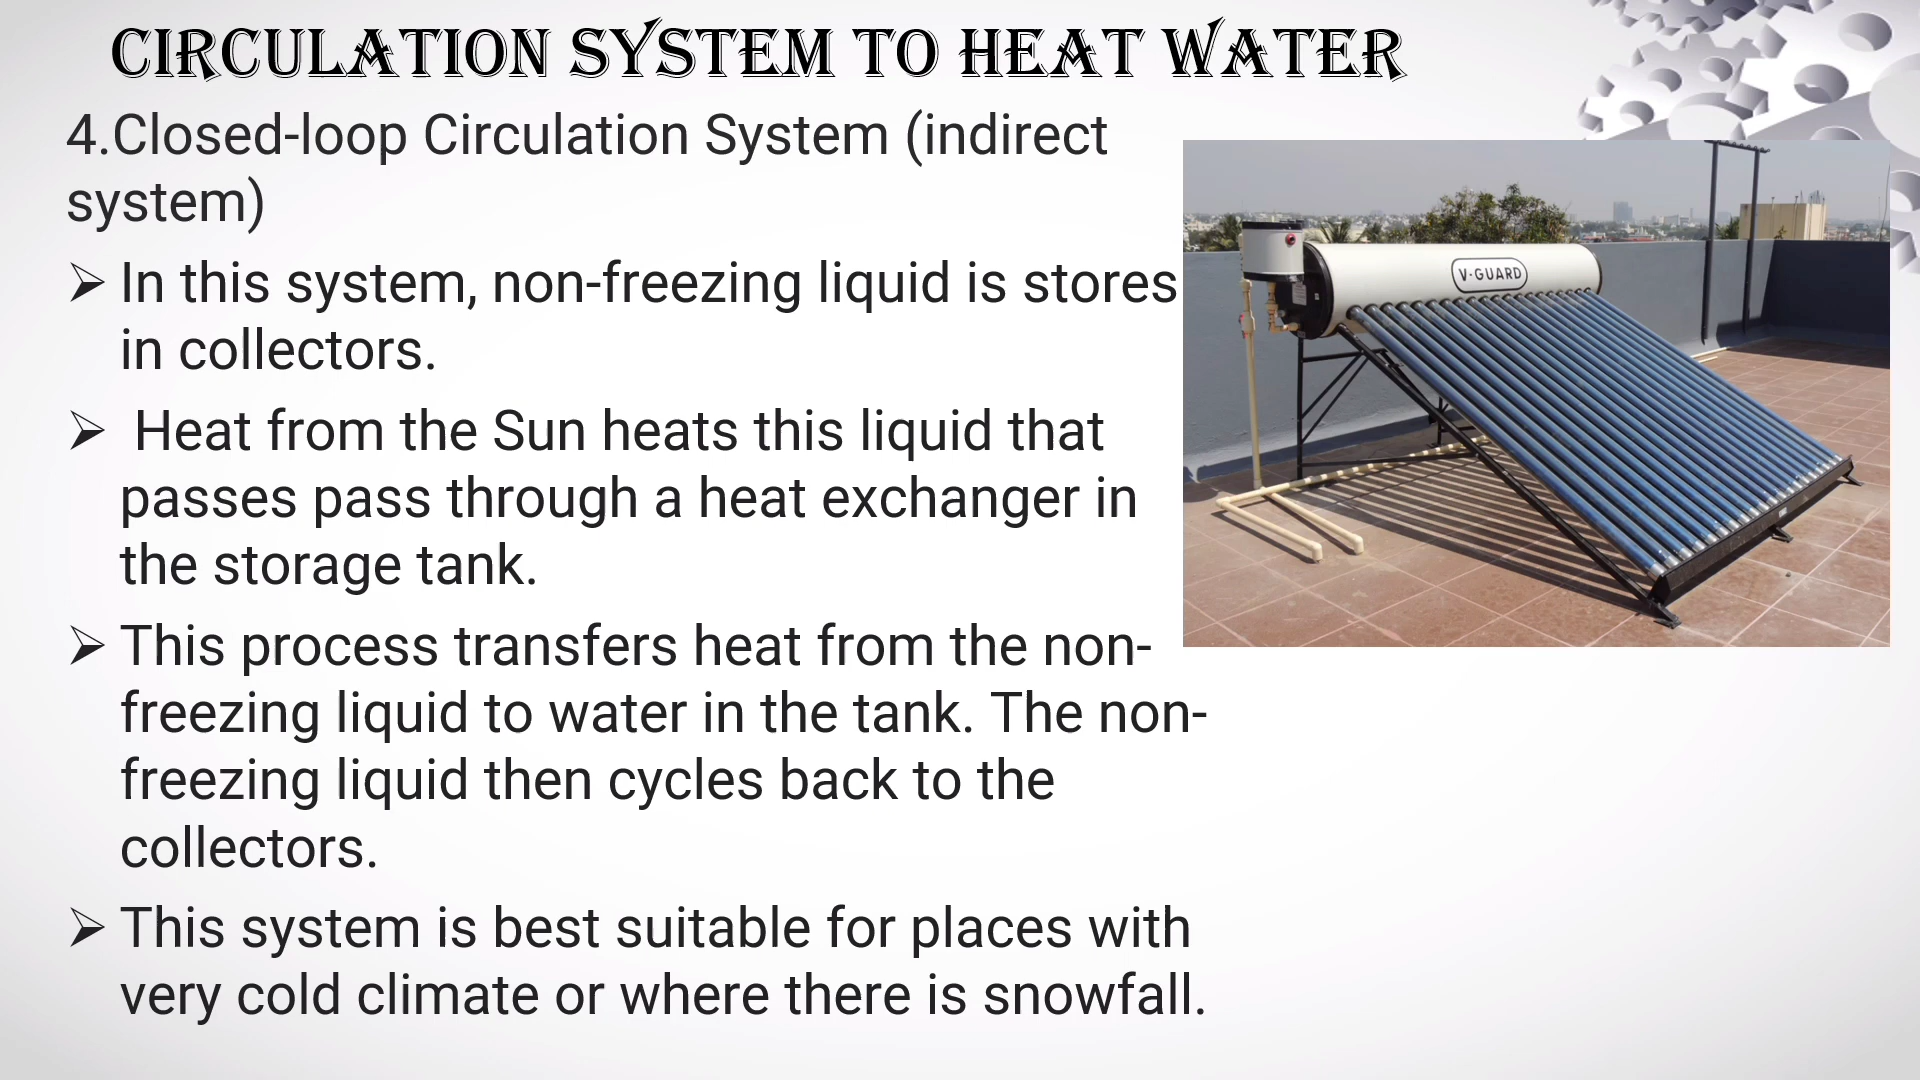 CIRCULATION SYSTEM TO HEAT WATER
4.Closed-loop Circulation System (indirect
system)
➢ In this system, non-freezing liquid is stores
in collectors.
➢ Heat from the Sun heats this liquid that
passes pass through a heat exchanger in
the storage tank.
➢ This process transfers heat from the non-
freezing liquid to water in the tank. The non-
freezing liquid then cycles back to the
collectors.
➢ This system is best suitable for places with
very cold climate or where there is snowfall.
V-GUARD